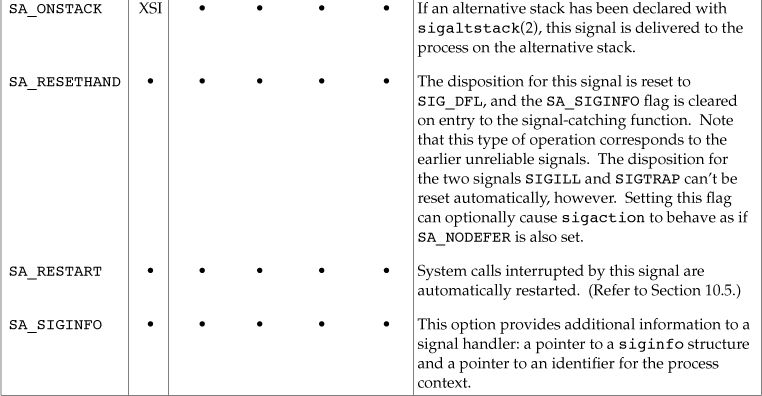 SA_ONSTACK XSI • • • • If an alternative stack has been declared with
sigaltstack(2), this signal is delivered to the
process on the alternative stack.
SA_RESETHAND • • • • • The disposition for this signal is reset to
SIG_DFL, and the SA_SIGINFO flag is cleared
on entry to the signal-catching function. Note
that this type of operation corresponds to the
earlier unreliable signals. The disposition for
the two signals SIGILL and SIGTRAP can't be
reset automatically, however. Setting this flag
can optionally cause sigaction to behave as if
SA_NODEFER is also set.
SA_RESTART • • • • • System calls interrupted by this signal are
automatically restarted. (Refer to Section 10.5.)
SA_SIGINFO • • • • • This option provides additional information to a
signal handler: a pointer to a siginfo structure
and a pointer to an identifier for the process
context.